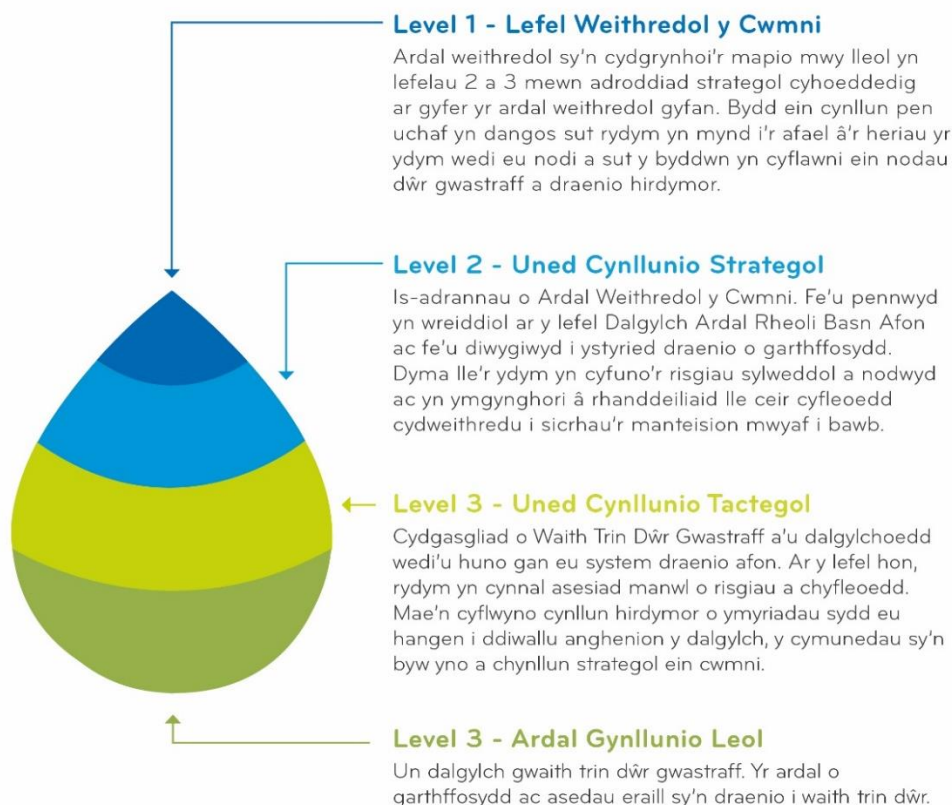 Level 1 - Lefel Weithredol y Cwmni
Ardal weithredol sy'n cydgrynhoi'r mapio mwy lleol yn
lefelau 2 a 3 mewn adroddiad strategol cyhoeddedig
ar gyfer yr ardal weithredol gyfan. Bydd ein cynllun pen
uchaf yn dangos sut rydym yn mynd i'r afael â'r heriau yr
ydym wedi eu nodi a sut y byddwn yn cyflawni ein nodau
dŵr gwastraff a draenio hirdymor.
Level 2 - Uned Cynllunio Strategol
Is-adrannau o Ardal Weithredol y Cwmni. Fe'u pennwyd
yn wreiddiol ar y lefel Dalgylch Ardal Rheoli Basn Afon
ac fe'u diwygiwyd i ystyried draenio o garthffosydd.
Dyma lle'r ydym yn cyfuno'r risgiau sylweddol a nodwyd
ac yn ymgynghori â rhanddeiliaid lle ceir cyfleoedd
cydweithredu i sicrhau'r manteision mwyaf i bawb.
Level 3 - Uned Cynllunio Tactegol
Cydgasgliad o Waith Trin Dŵr Gwastraff a'u dalgylchoedd
wedi'u huno gan eu system draenio afon. Ar y lefel hon,
rydym yn cynnal asesiad manwl o risgiau a chyfleoedd.
Mae'n cyflwyno cynllun hirdymor o ymyriadau sydd eu
hangen i ddiwallu anghenion y dalgylch, y cymunedau sy'n
byw yno a chynllun strategol ein cwmni.
Level 3 - Ardal Gynllunio Leol
Un dalgylch gwaith trin dŵr gwastraff. Yr ardal o
garthffosydd ac asedau eraill sy'n draenio i waith trin dŵr.